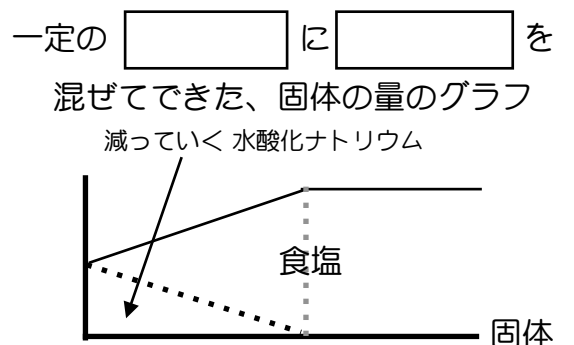 一定の に を
混ぜてできた、固体の量のグラフ
減っていく 水酸化ナトリウム
食塩
固体